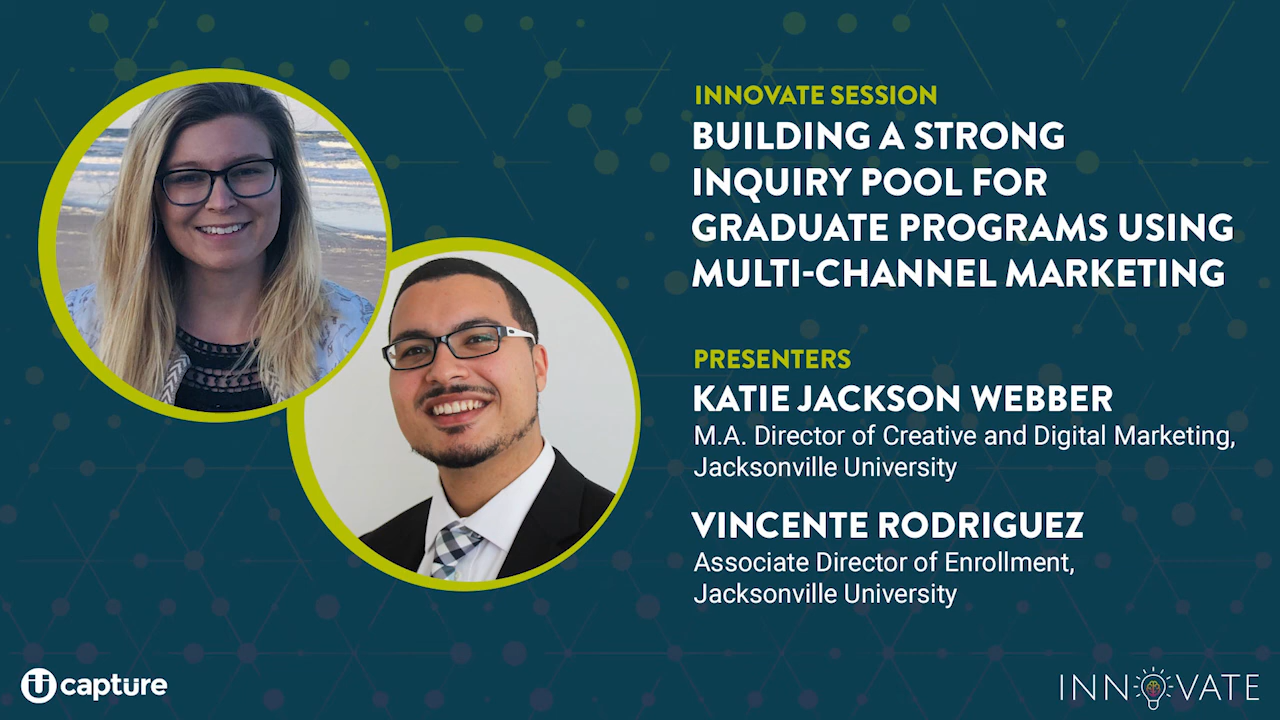 INNOVATE SESSION
BUILDING A STRONG
INQUIRY POOL FOR
GRADUATE PROGRAMS USING
MULTI-CHANNEL MARKETING
PRESENTERS
KATIE JACKSON WEBBER
M.A. Director of Creative and Digital Marketing,
Jacksonville University
VINCENTE RODRIGUEZ
Associate Director of Enrollment,
Jacksonville University
capture
INNOVATE